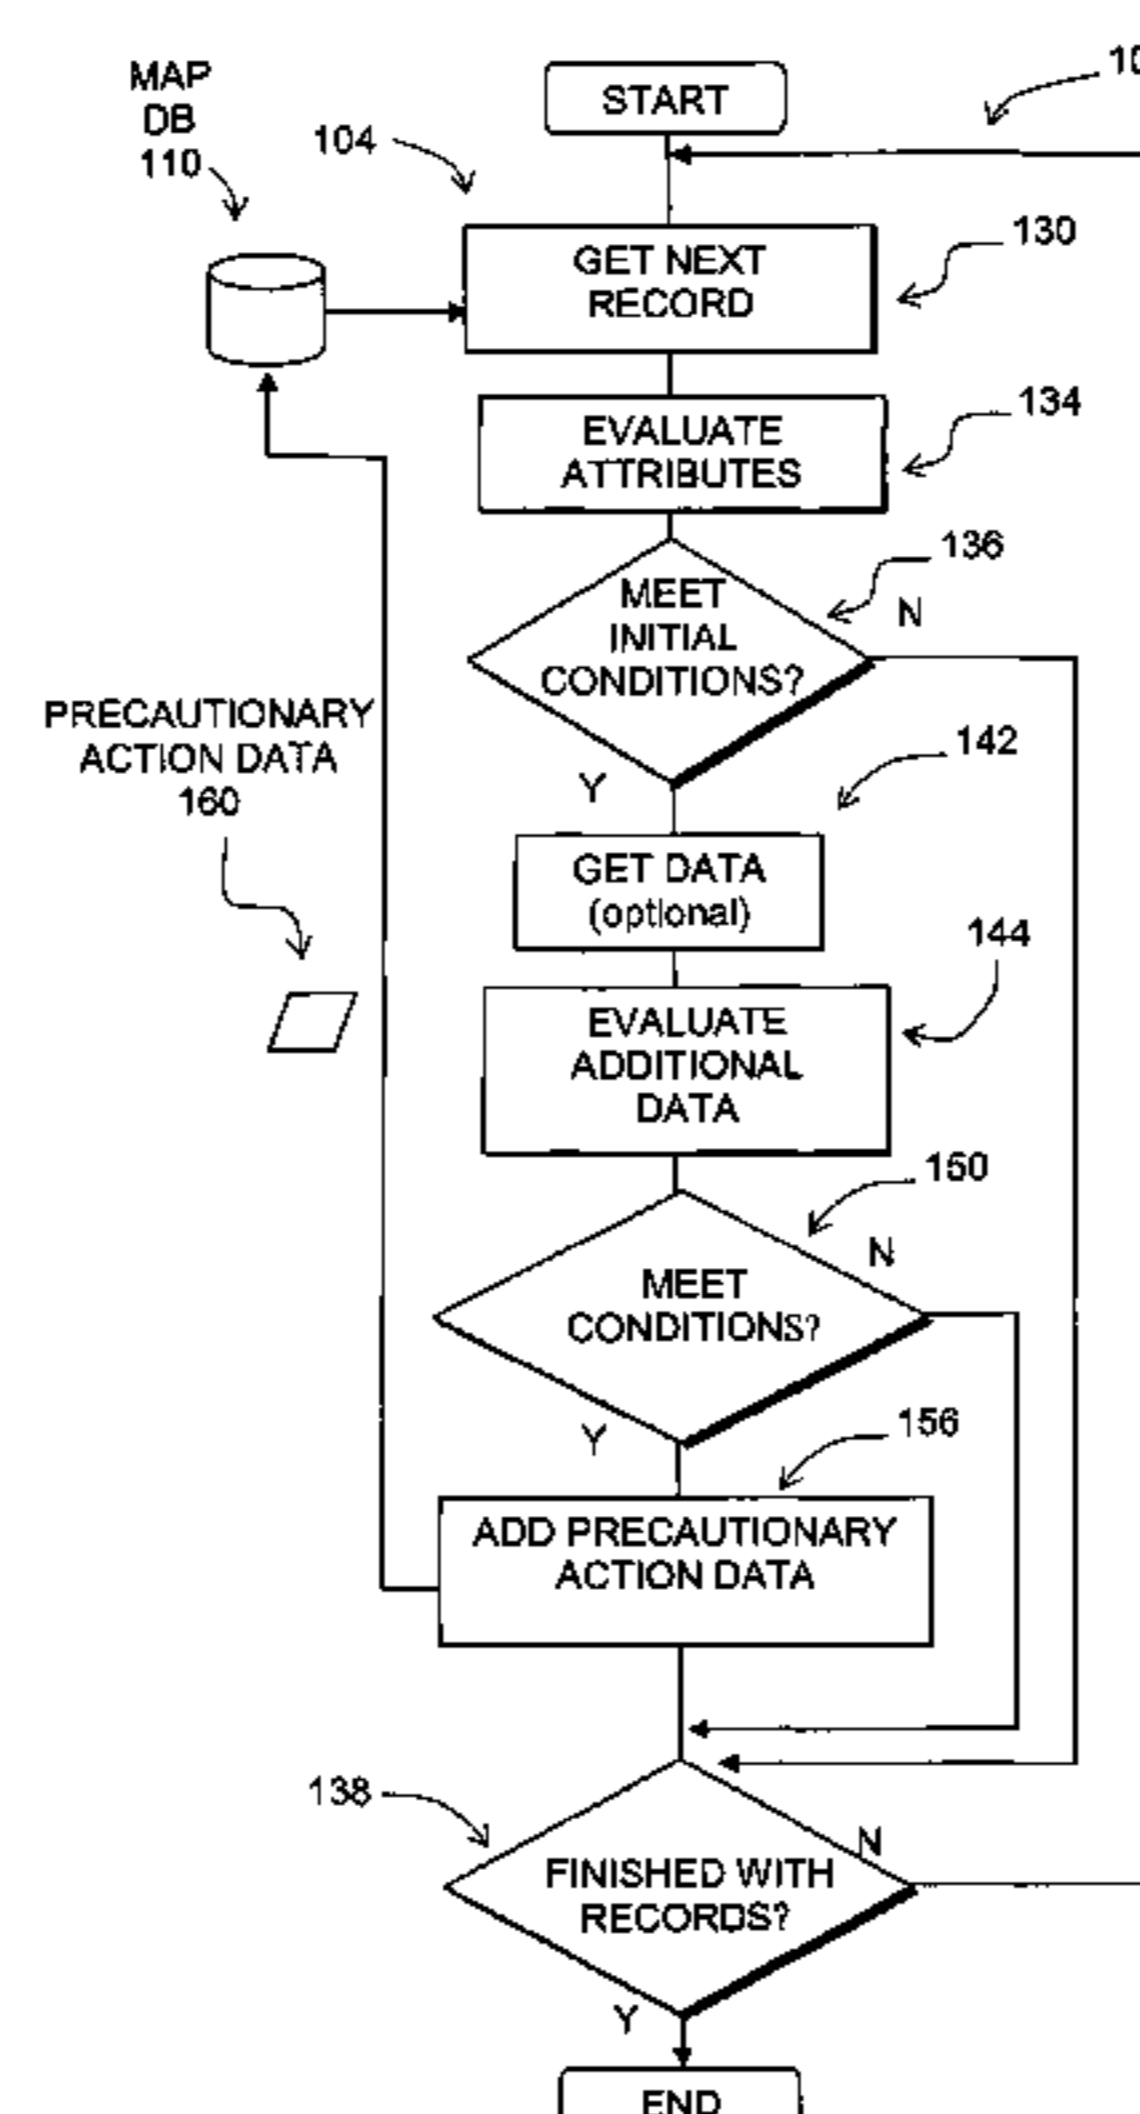 MAP
DB
110
START
104
GET NEXT
RECORD
130
EVALUATE
ATTRIBUTES
134
136
MEET
INITIAL
CONDITIONS?
N
Y
PRECAUTIONARY
ACTION DATA
160
142
GET DATA
(optional)
144
EVALUATE
ADDITIONAL
DATA
150
MEET
CONDITIONS?
N
Y
156
ADD PRECAUTIONARY
ACTION DATA
138
FINISHED WITH
RECORDS?
N
Y
END